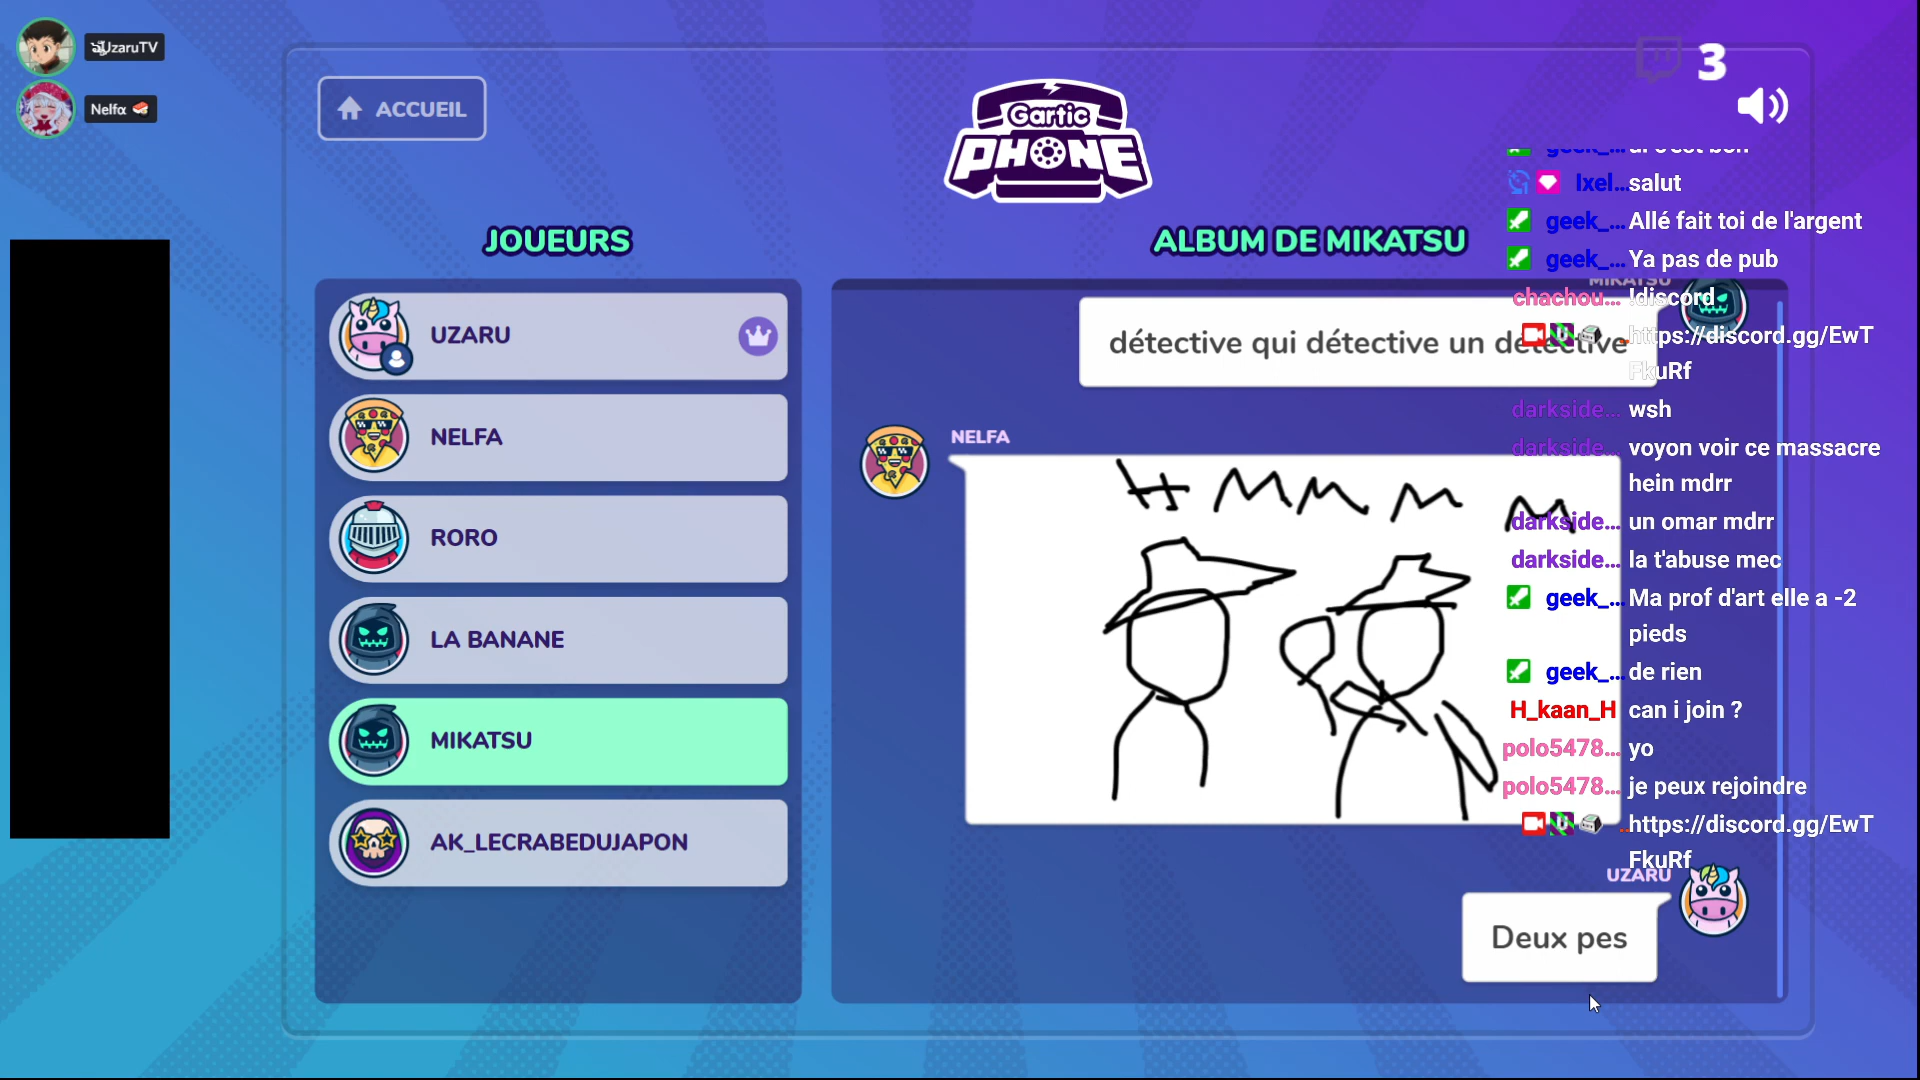 UzaruTV
Nelfα
ACCUEIL
Gartic
PHONE
3
JOUEURS
ALBUM DE MIKATSU
UZARU
NELFA
RORO
LA BANANE
MIKATSU
AK_LECRABEDUJAPON
MIKATSU
détective qui détective un détective
NELFA
H M M M M
UZARU
Deux pes
Ixel... salut
geek_... Allé fait toi de l'argent
geek_... Ya pas de pub
chachou... !discord
https://discord.gg/EwT
FkuRf
darkside... wsh
darkside... voyon voir ce massacre
hein mdrr
darkside... un omar mdrr
darkside... la t'abuse mec
geek_... Ma prof d'art elle a -2
pieds
geek_... de rien
H_kaan_H can i join ?
polo5478... yo
polo5478... je peux rejoindre
https://discord.gg/EwT
FkuRf